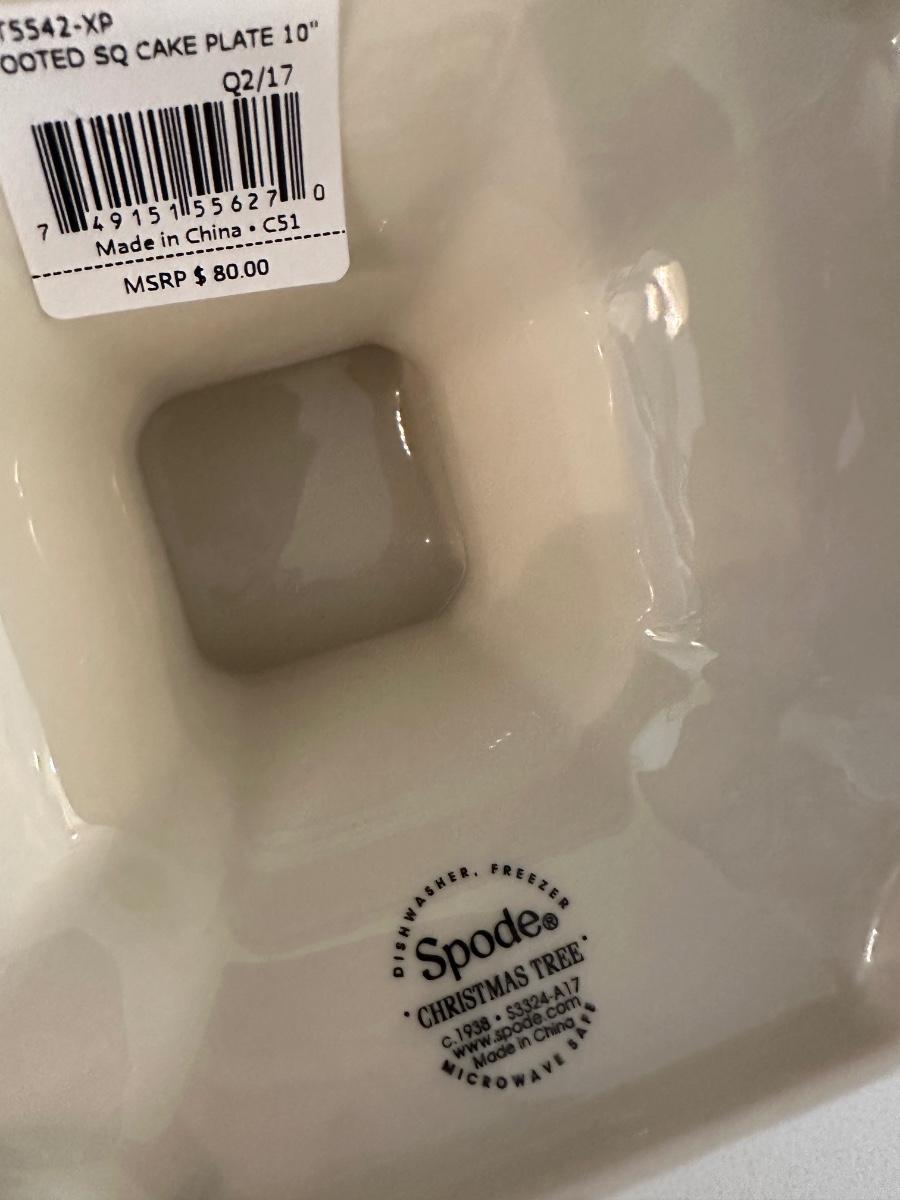 T5542-XP
OOTED SQ CAKE PLATE 10"
Q2/17
7 49151 55627 0
Made in China • C51
MSRP $ 80.00
DISHWASHER, FREEZER
Spode®
• CHRISTMAS TREE •
c.1938 • S3324-A17
www.spode.com
Made in China
MICROWAVE SAFE